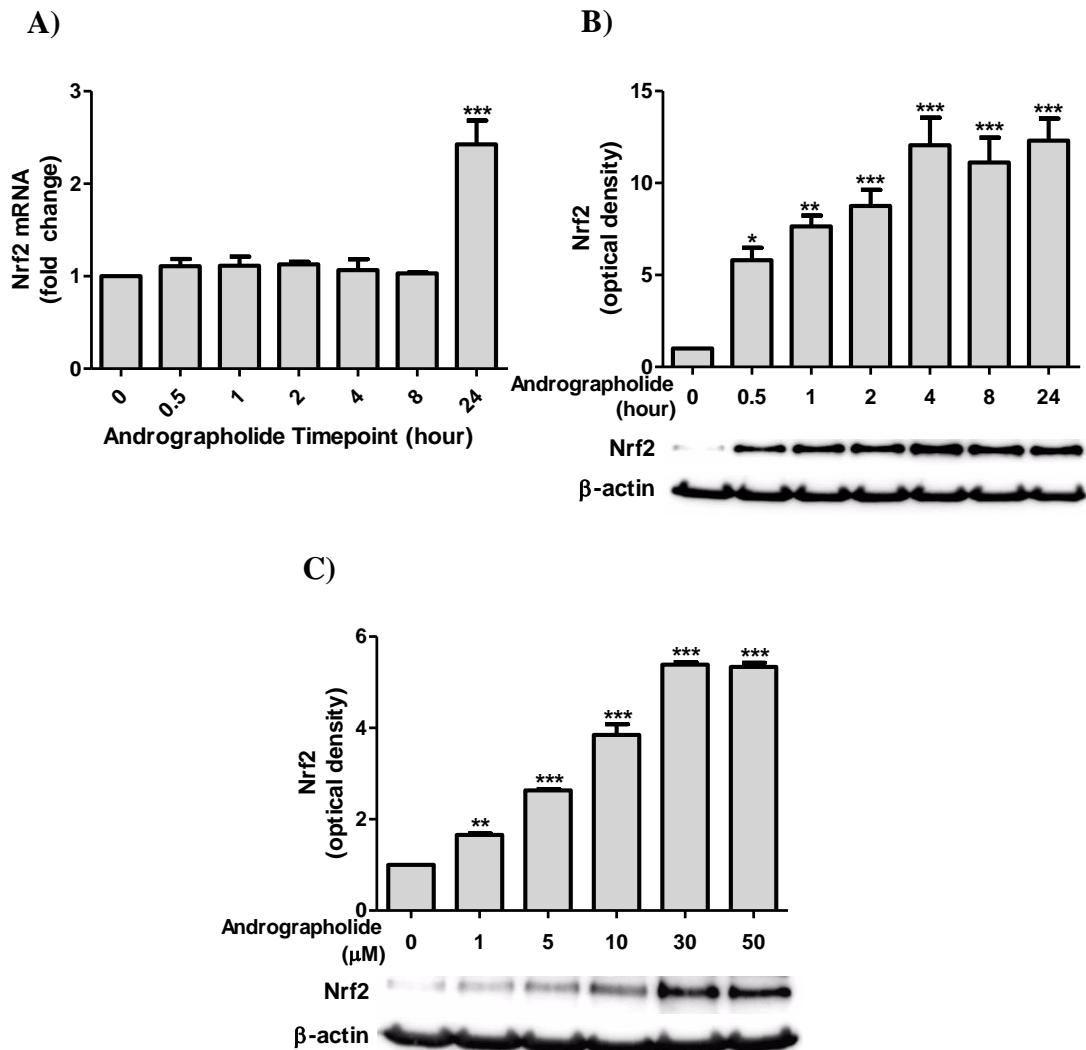 A)
Nrf2 mRNA
(fold change)
3
2
1
0
***
0 0.5 1 2 4 8 24
Andrographolide Timepoint (hour)
B)
Nrf2
(optical density)
15
10
5
0
* ** *** *** *** ***
Andrographolide
(hour)
0 0.5 1 2 4 8 24
Nrf2
β-actin
C)
Nrf2
(optical density)
6
4
2
0
** *** *** *** ***
Andrographolide
(μM)
0 1 5 10 30 50
Nrf2
β-actin